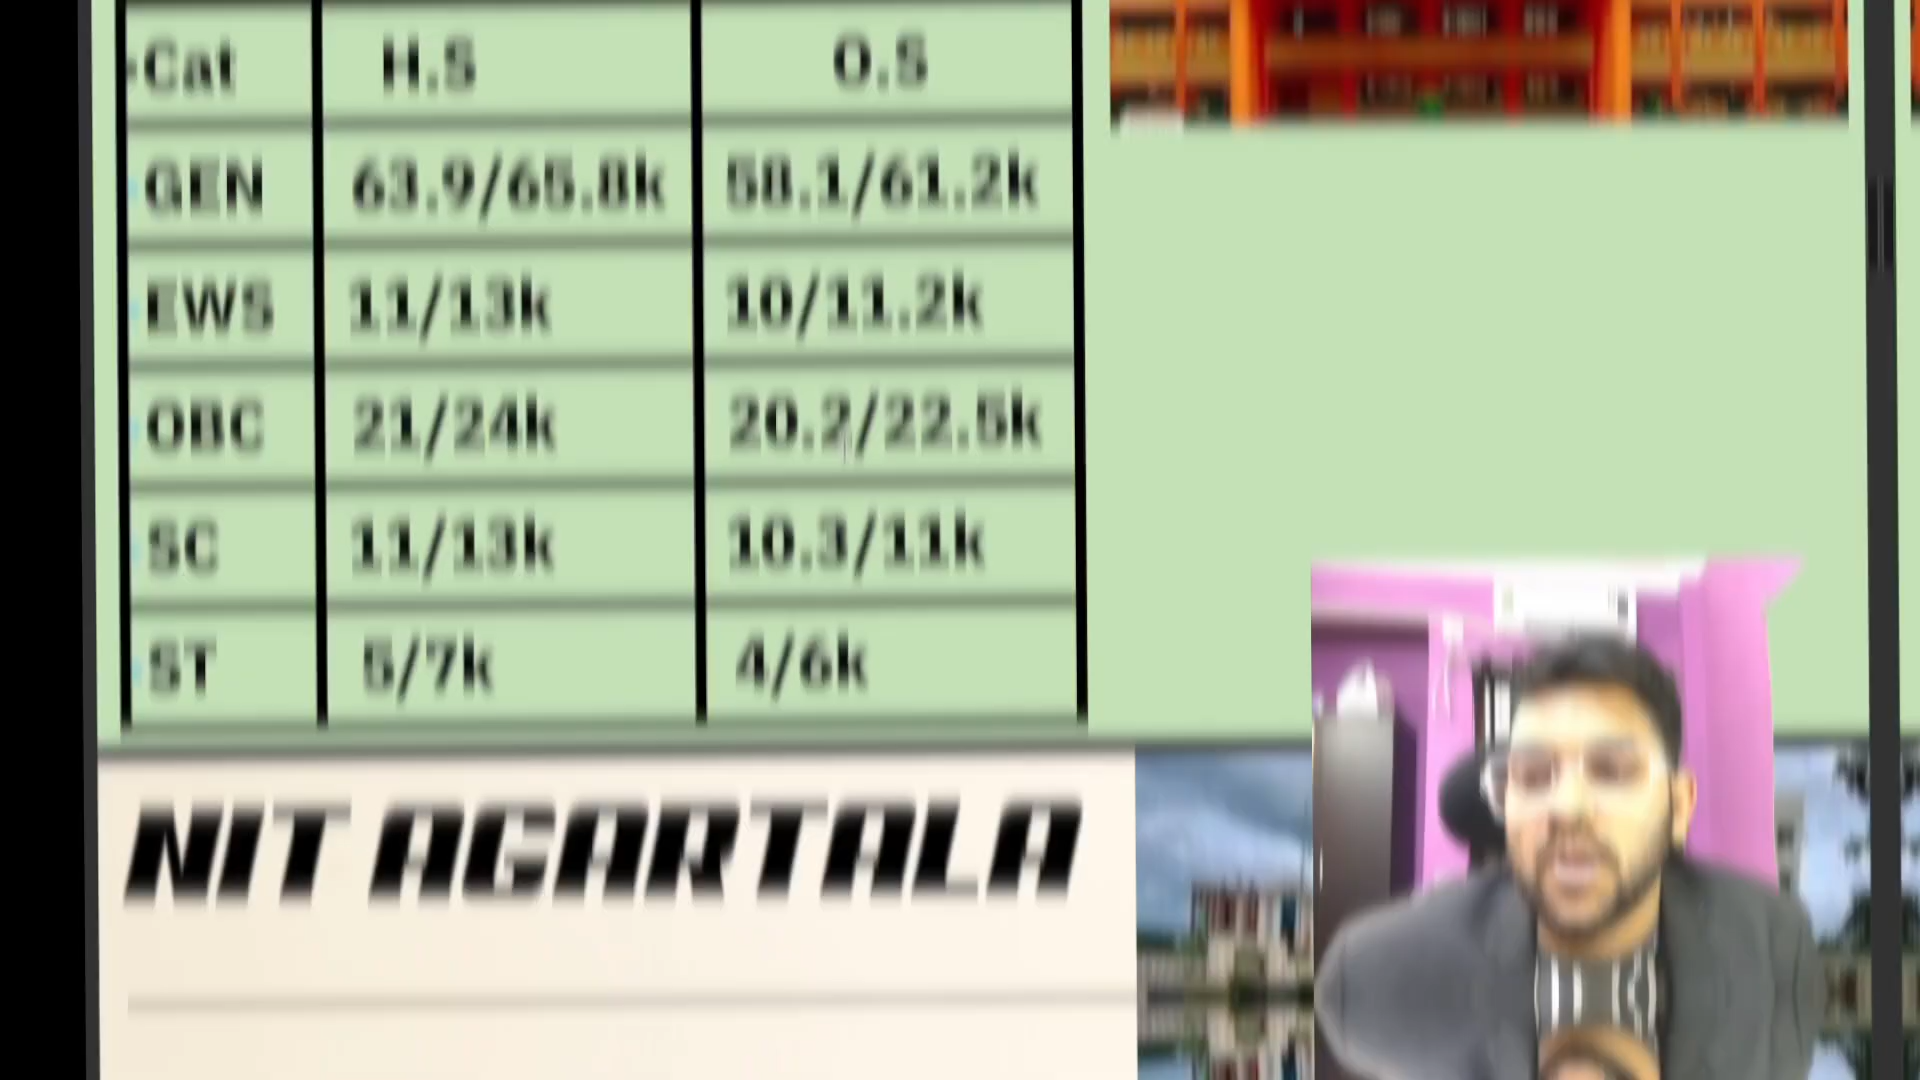 Cat H.S O.S
GEN 63.9/65.8k 58.1/61.2k
EWS 11/13k 10/11.2k
OBC 21/24k 20.2/22.5k
SC 11/13k 10.3/11k
ST 5/7k 4/6k
NIT AGARTALA